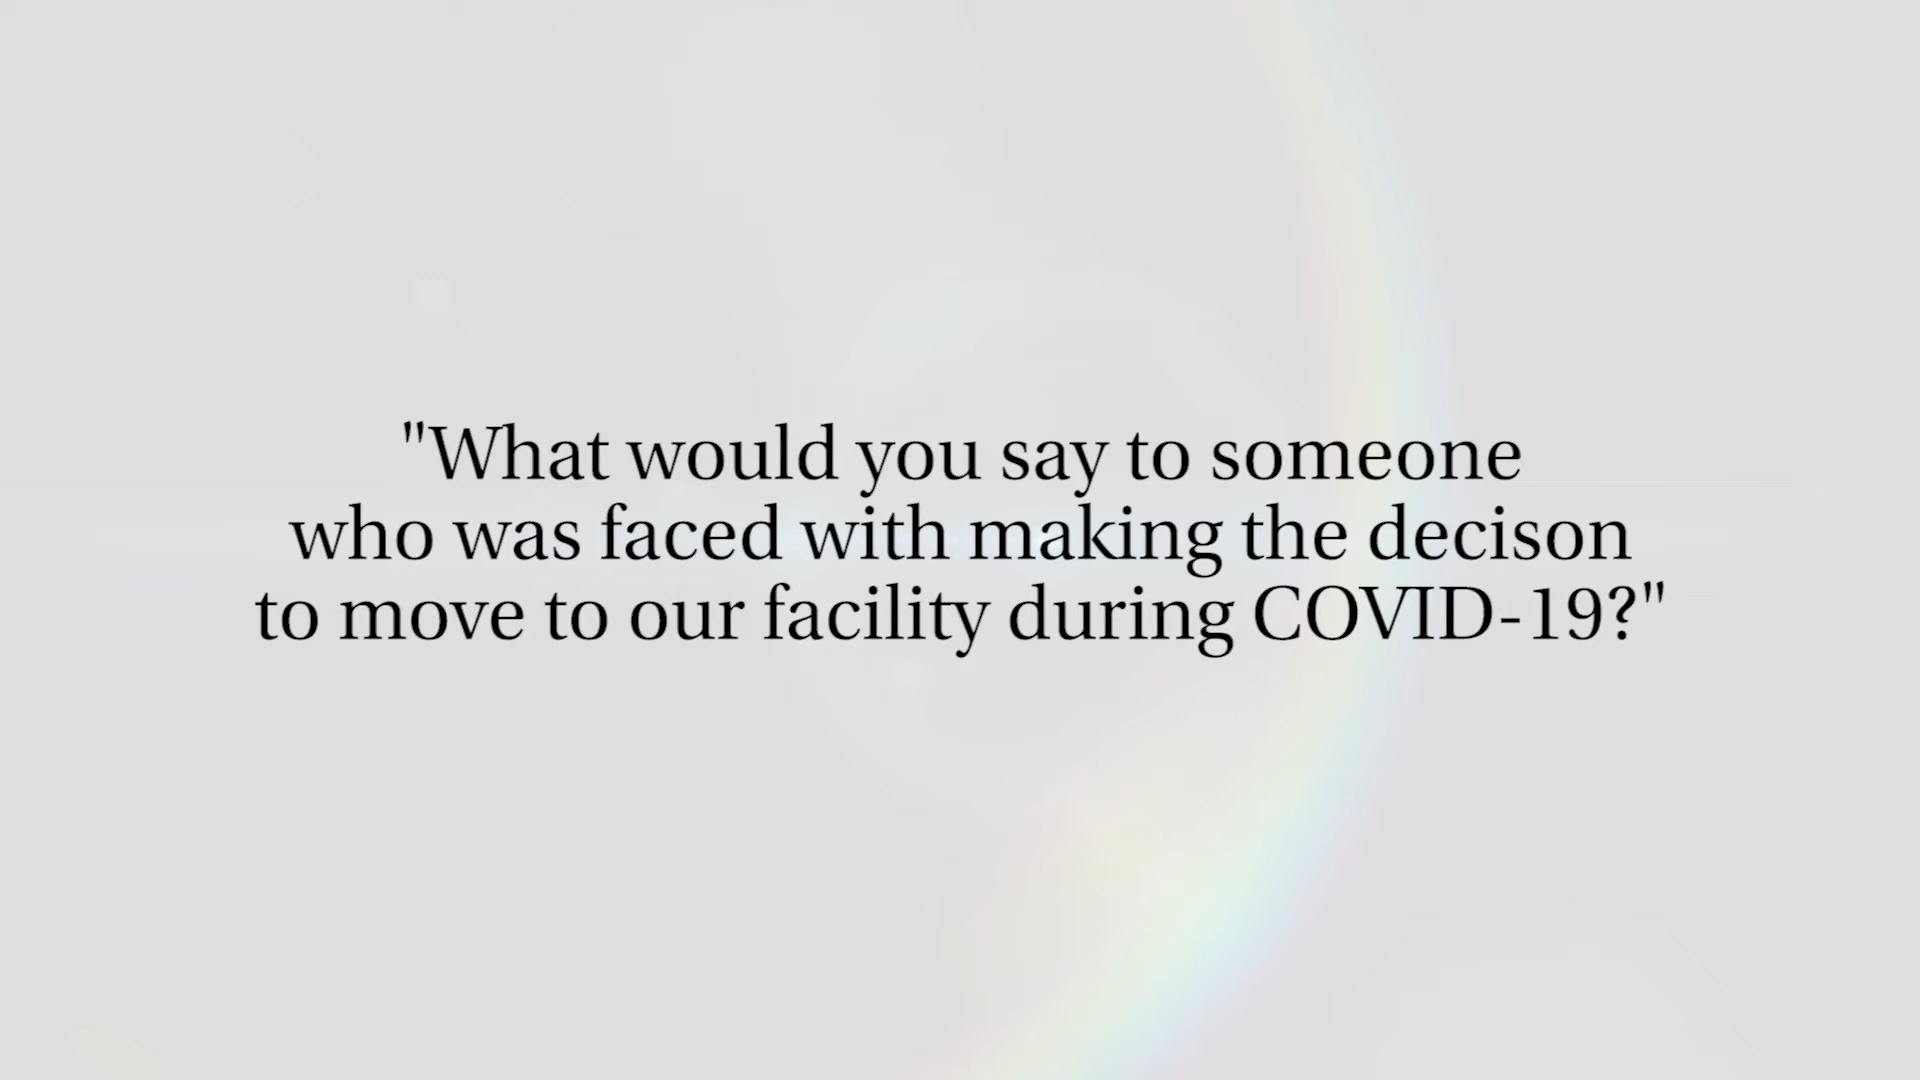 "What would you say to someone
who was faced with making the decison
to move to our facility during COVID-19?"